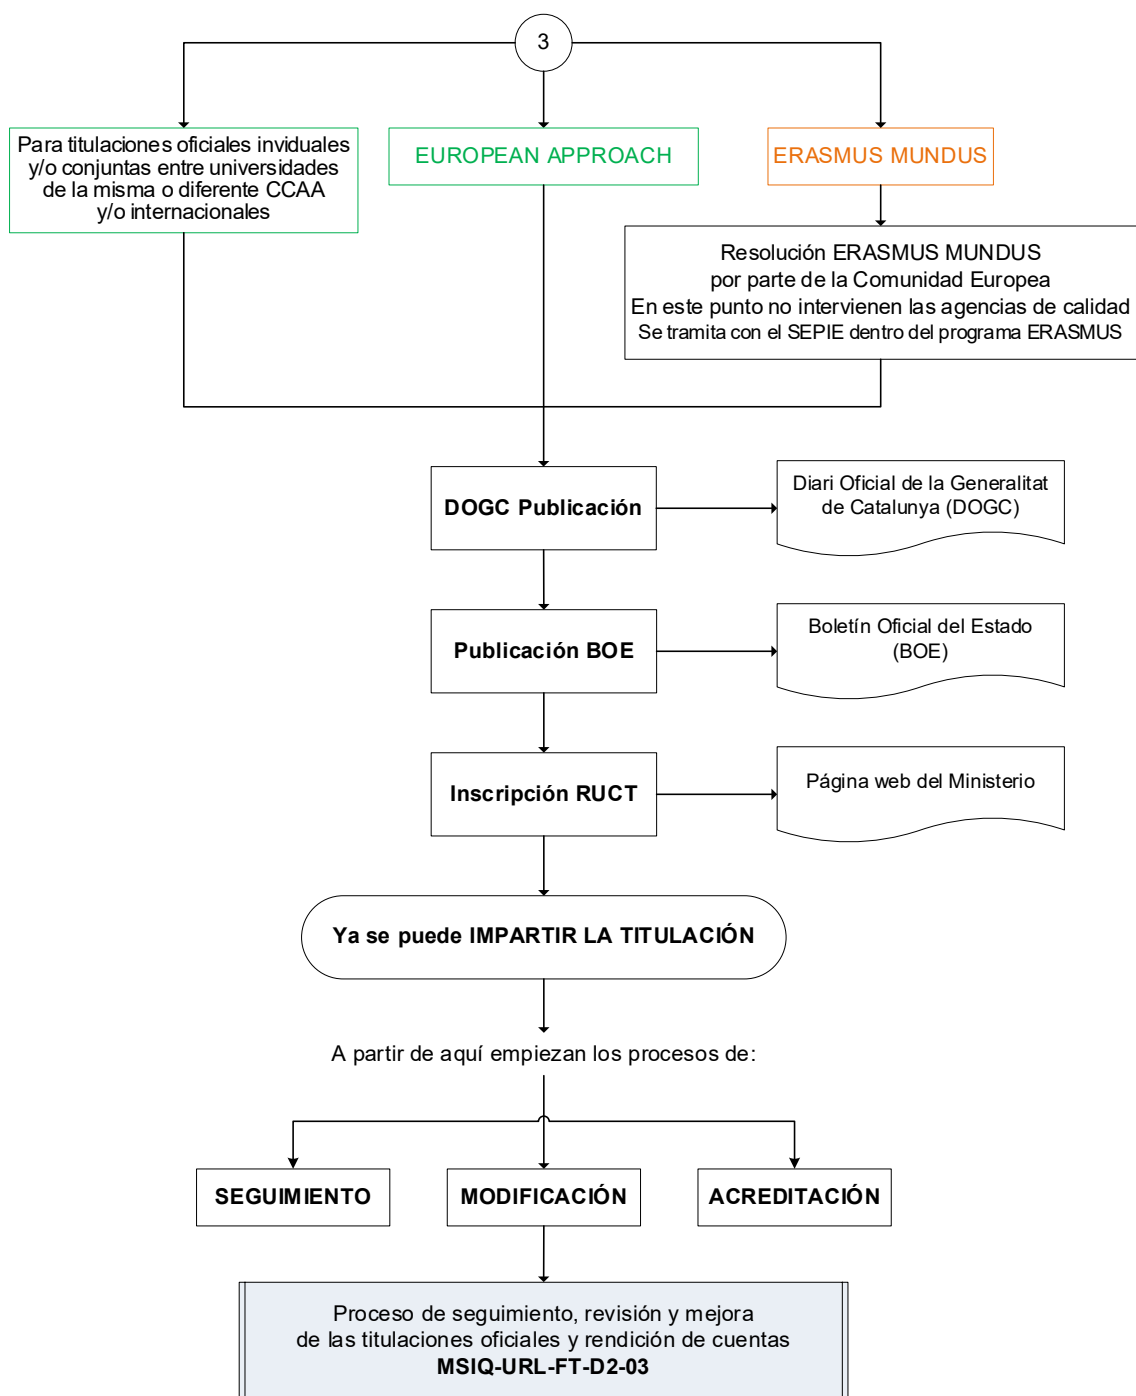 3
Para titulaciones oficiales inviduales
y/o conjuntas entre universidades
de la misma o diferente CCAA
y/o internacionales
EUROPEAN APPROACH
ERASMUS MUNDUS
Resolución ERASMUS MUNDUS
por parte de la Comunidad Europea
En este punto no intervienen las agencias de calidad
Se tramita con el SEPIE dentro del programa ERASMUS
DOGC Publicación
Diari Oficial de la Generalitat
de Catalunya (DOGC)
Publicación BOE
Boletín Oficial del Estado
(BOE)
Inscripción RUCT
Página web del Ministerio
Ya se puede IMPARTIR LA TITULACIÓN
A partir de aquí empiezan los procesos de:
SEGUIMIENTO
MODIFICACIÓN
ACREDITACIÓN
Proceso de seguimiento, revisión y mejora
de las titulaciones oficiales y rendición de cuentas
MSIQ-URL-FT-D2-03